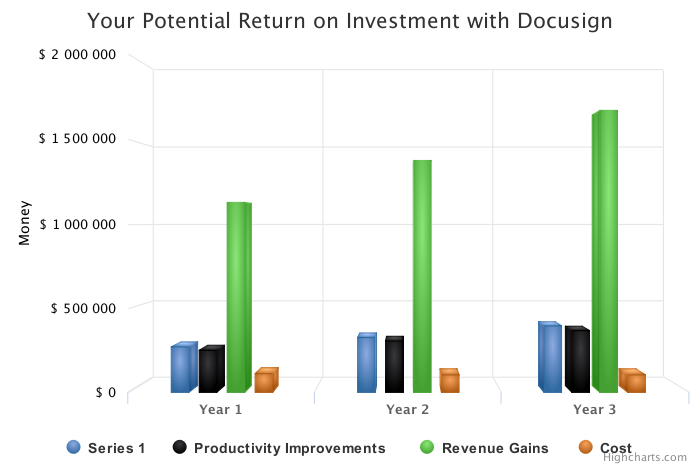 Your Potential Return on Investment with Docusign
$ 2 000 000
$ 1 500 000
$ 1 000 000
$ 500 000
$ 0
Money
Year 1 Year 2 Year 3
Series 1 Productivity Improvements Revenue Gains Cost
Highcharts.com